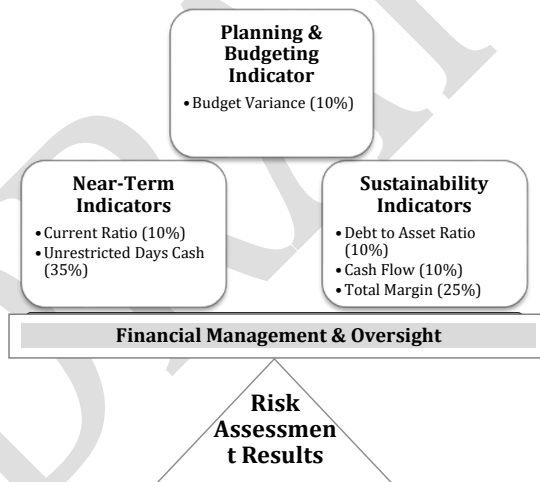 Planning &
Budgeting
Indicator
• Budget Variance (10%)
Near-Term
Indicators
• Current Ratio (10%)
• Unrestricted Days Cash
(35%)
Sustainability
Indicators
• Debt to Asset Ratio
(10%)
• Cash Flow (10%)
• Total Margin (25%)
Financial Management & Oversight
Risk
Assessmen
t Results